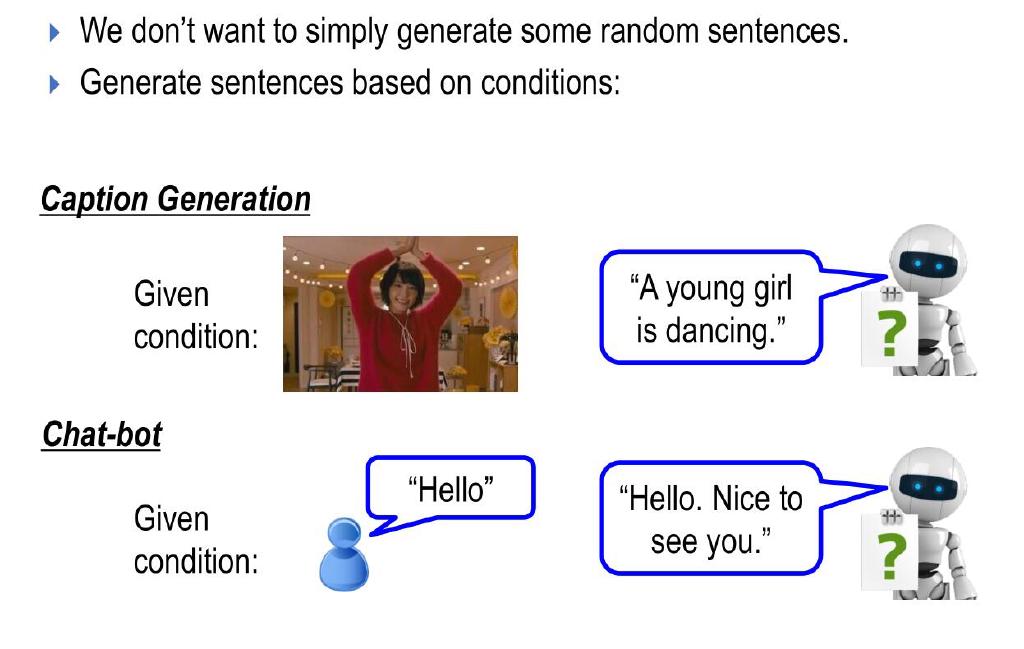 We don’t want to simply generate some random sentences.
Generate sentences based on conditions:
Caption Generation
Given
condition:
“A young girl
is dancing.”
?
Chat-bot
Given
condition:
“Hello”
“Hello. Nice to
see you.”
?